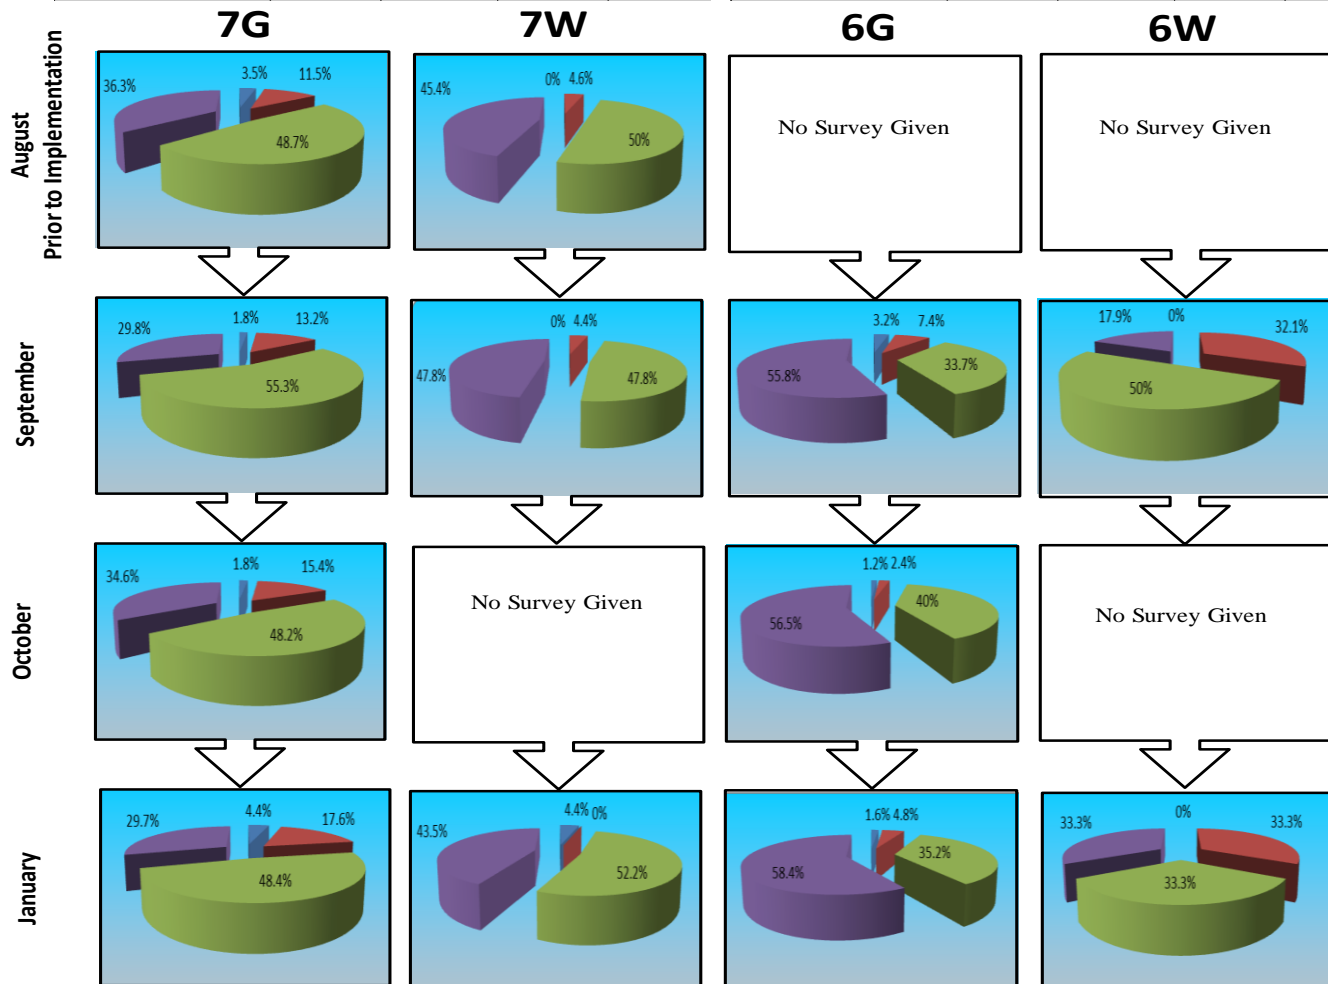 7G 7W 6G 6W
August
Prior to Implementation
36.3% 3.5% 11.5%
48.7%
45.4% 0% 4.6%
50%
No Survey Given
No Survey Given
September
29.8% 1.8% 13.2%
55.3%
47.8% 0% 4.4%
47.8%
55.8% 3.2% 7.4%
33.7%
17.9% 0% 32.1%
50%
October
34.6% 1.8% 15.4%
48.2%
No Survey Given
56.5% 1.2% 2.4%
40%
No Survey Given
January
29.7% 4.4% 17.6%
48.4%
43.5% 4.4% 0%
52.2%
58.4% 1.6% 4.8%
35.2%
33.3% 0% 33.3%
33.3%